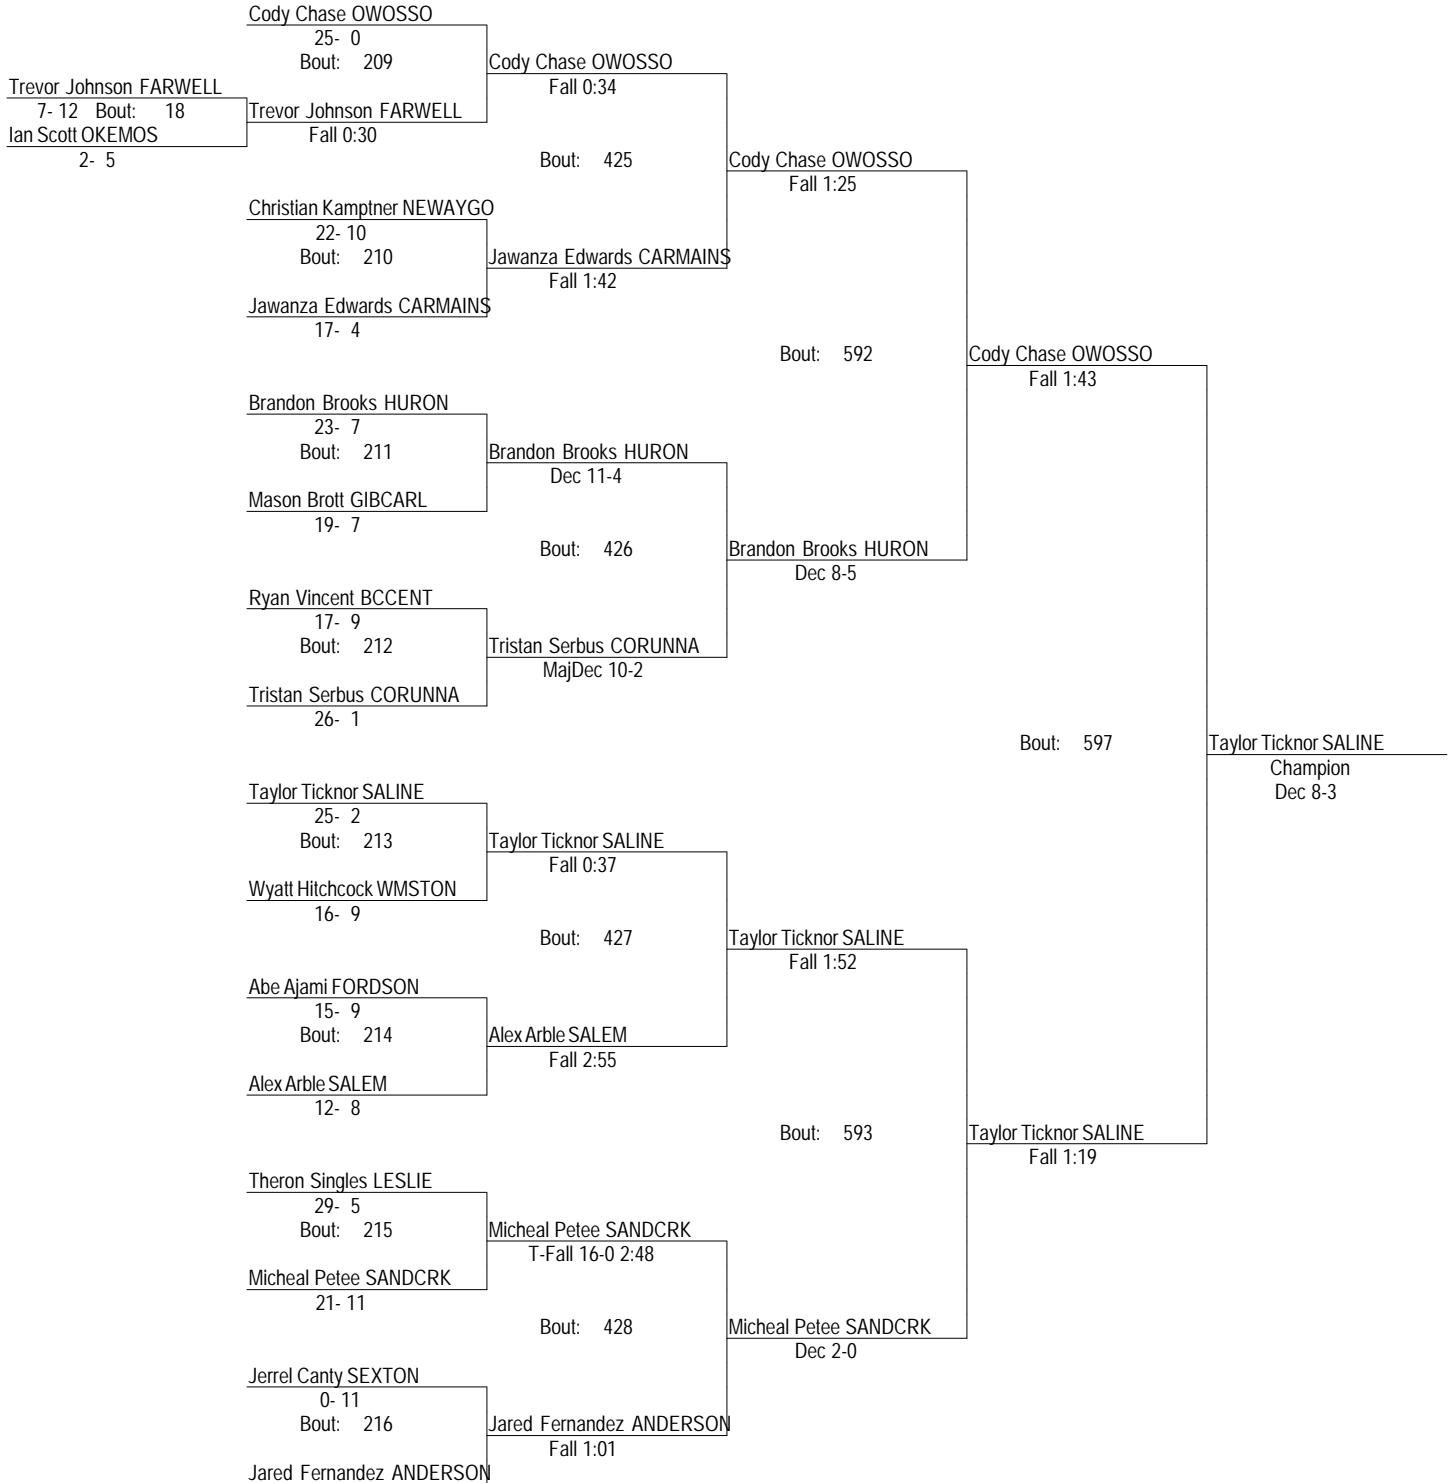 Cody Chase OWOSSO
25- 0
Bout: 209
Cody Chase OWOSSO
Fall 0:34
Trevor Johnson FARWELL
7- 12 Bout: 18
Trevor Johnson FARWELL
Ian Scott OKEMOS
Fall 0:30
2- 5
Bout: 425
Cody Chase OWOSSO
Fall 1:25
Christian Kamptner NEWAYGO
22- 10
Bout: 210
Jawanza Edwards CARMAINS
Fall 1:42
Jawanza Edwards CARMAINS
17- 4
Bout: 592
Cody Chase OWOSSO
Fall 1:43
Brandon Brooks HURON
23- 7
Bout: 211
Brandon Brooks HURON
Dec 11-4
Mason Brott GIBCARL
19- 7
Bout: 426
Brandon Brooks HURON
Dec 8-5
Ryan Vincent BCCENT
17- 9
Bout: 212
Tristan Serbus CORUNNA
MajDec 10-2
Tristan Serbus CORUNNA
26- 1
Bout: 597
Taylor Ticknor SALINE
Champion
Dec 8-3
Taylor Ticknor SALINE
25- 2
Bout: 213
Taylor Ticknor SALINE
Fall 0:37
Wyatt Hitchcock WMSTON
16- 9
Bout: 427
Taylor Ticknor SALINE
Fall 1:52
Abe Ajami FORDSON
15- 9
Bout: 214
Alex Arble SALEM
Fall 2:55
Alex Arble SALEM
12- 8
Bout: 593
Taylor Ticknor SALINE
Fall 1:19
Theron Singles LESLIE
29- 5
Bout: 215
Micheal Petee SANDCRK
T-Fall 16-0 2:48
Micheal Petee SANDCRK
21- 11
Bout: 428
Micheal Petee SANDCRK
Dec 2-0
Jerrel Canty SEXTON
0- 11
Bout: 216
Jared Fernandez ANDERSON
Fall 1:01
Jared Fernandez ANDERSON